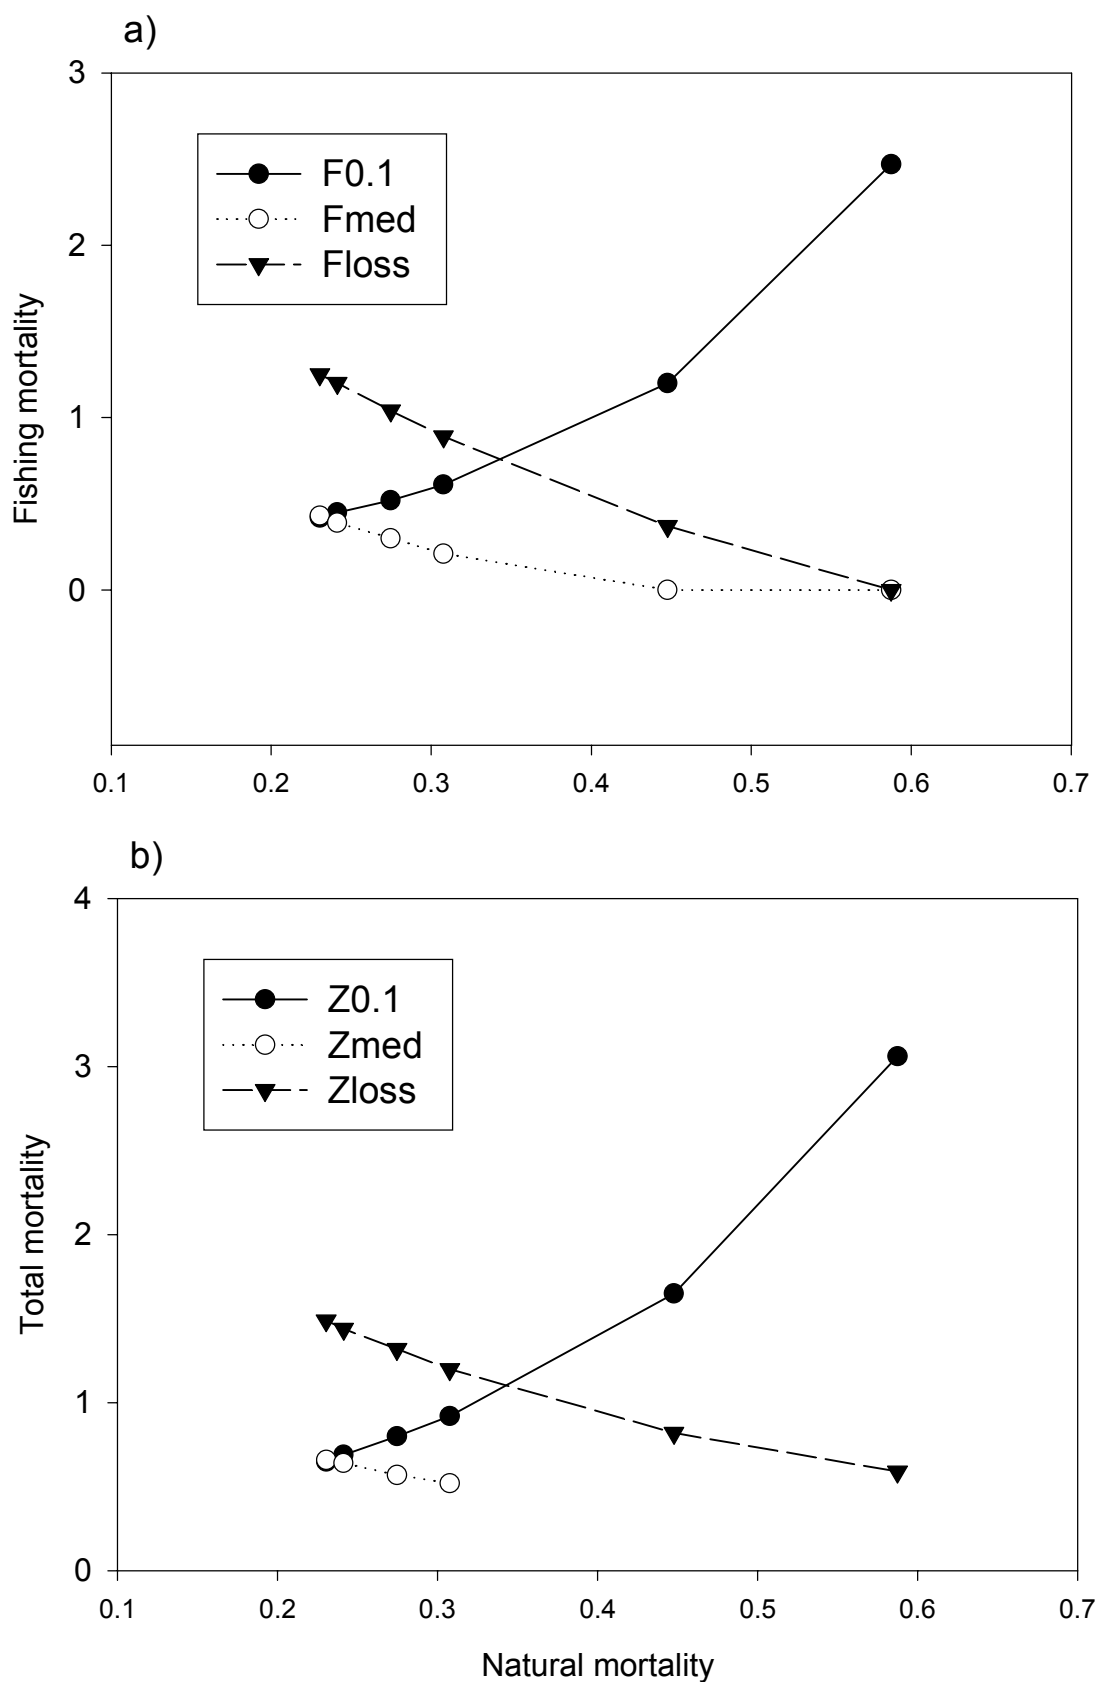 a)
3
F0.1
Fmed
Floss
2
1
0
Fishing mortality
0.1 0.2 0.3 0.4 0.5 0.6 0.7
b)
4
Z0.1
Zmed
Zloss
3
2
1
0
Total mortality
0.1 0.2 0.3 0.4 0.5 0.6 0.7
Natural mortality